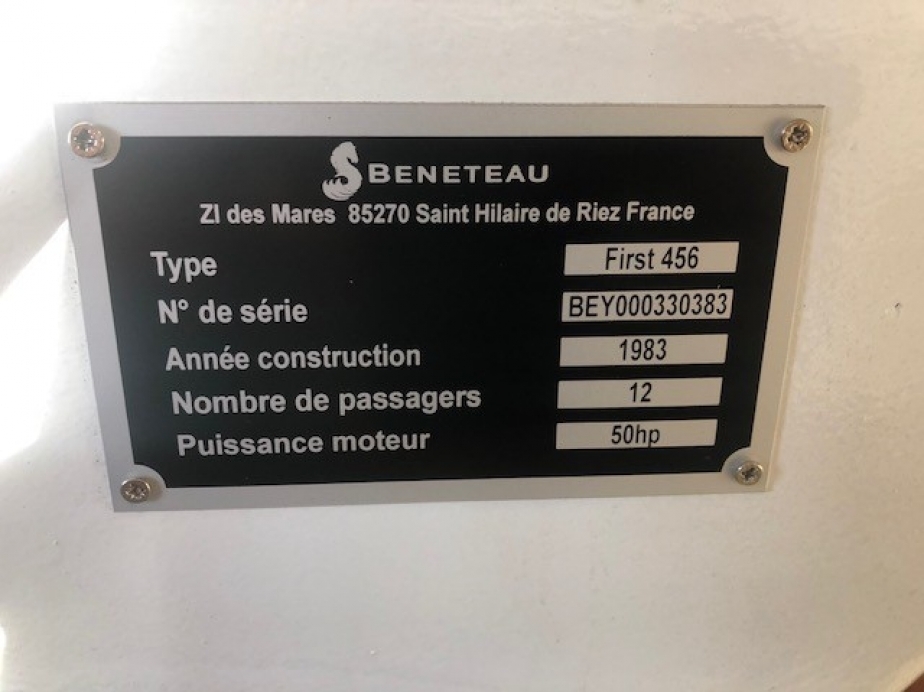 BENETEAU
ZI des Mares 85270 Saint Hilaire de Riez France
Type First 456
N° de série BEY000330383
Année construction 1983
Nombre de passagers 12
Puissance moteur 50hp